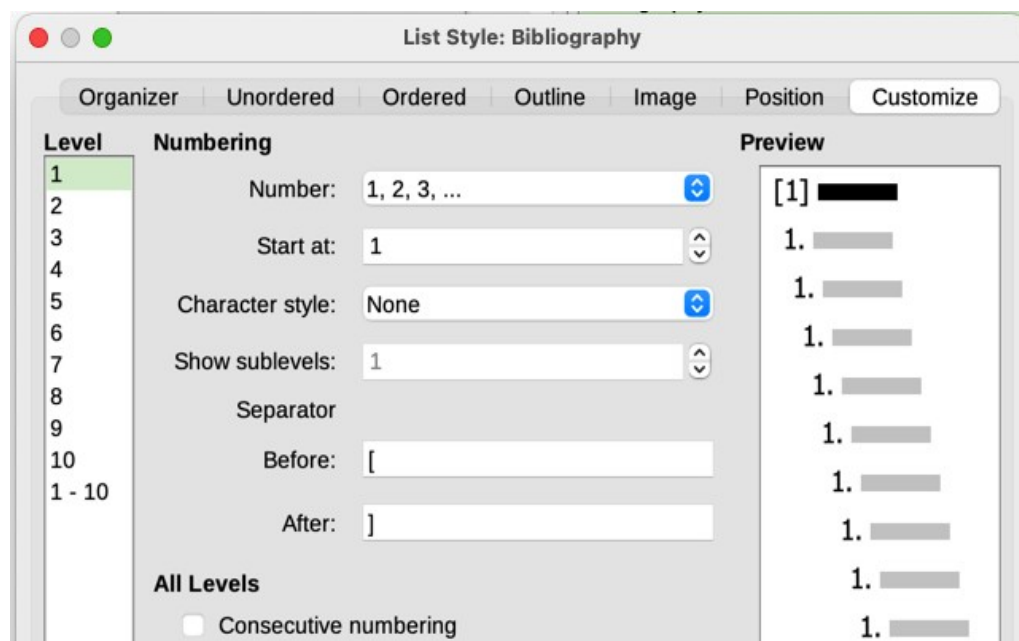 List Style: Bibliography
Organizer Unordered Ordered Outline Image Position Customize
Level
1
2
3
4
5
6
7
8
9
10
1 - 10
Numbering
Number: 1, 2, 3, ...
Start at: 1
Character style: None
Show sublevels: 1
Separator
Before: [
After: ]
All Levels
Consecutive numbering
Preview
[1]
1.
1.
1.
1.
1.
1.
1.
1.
1.